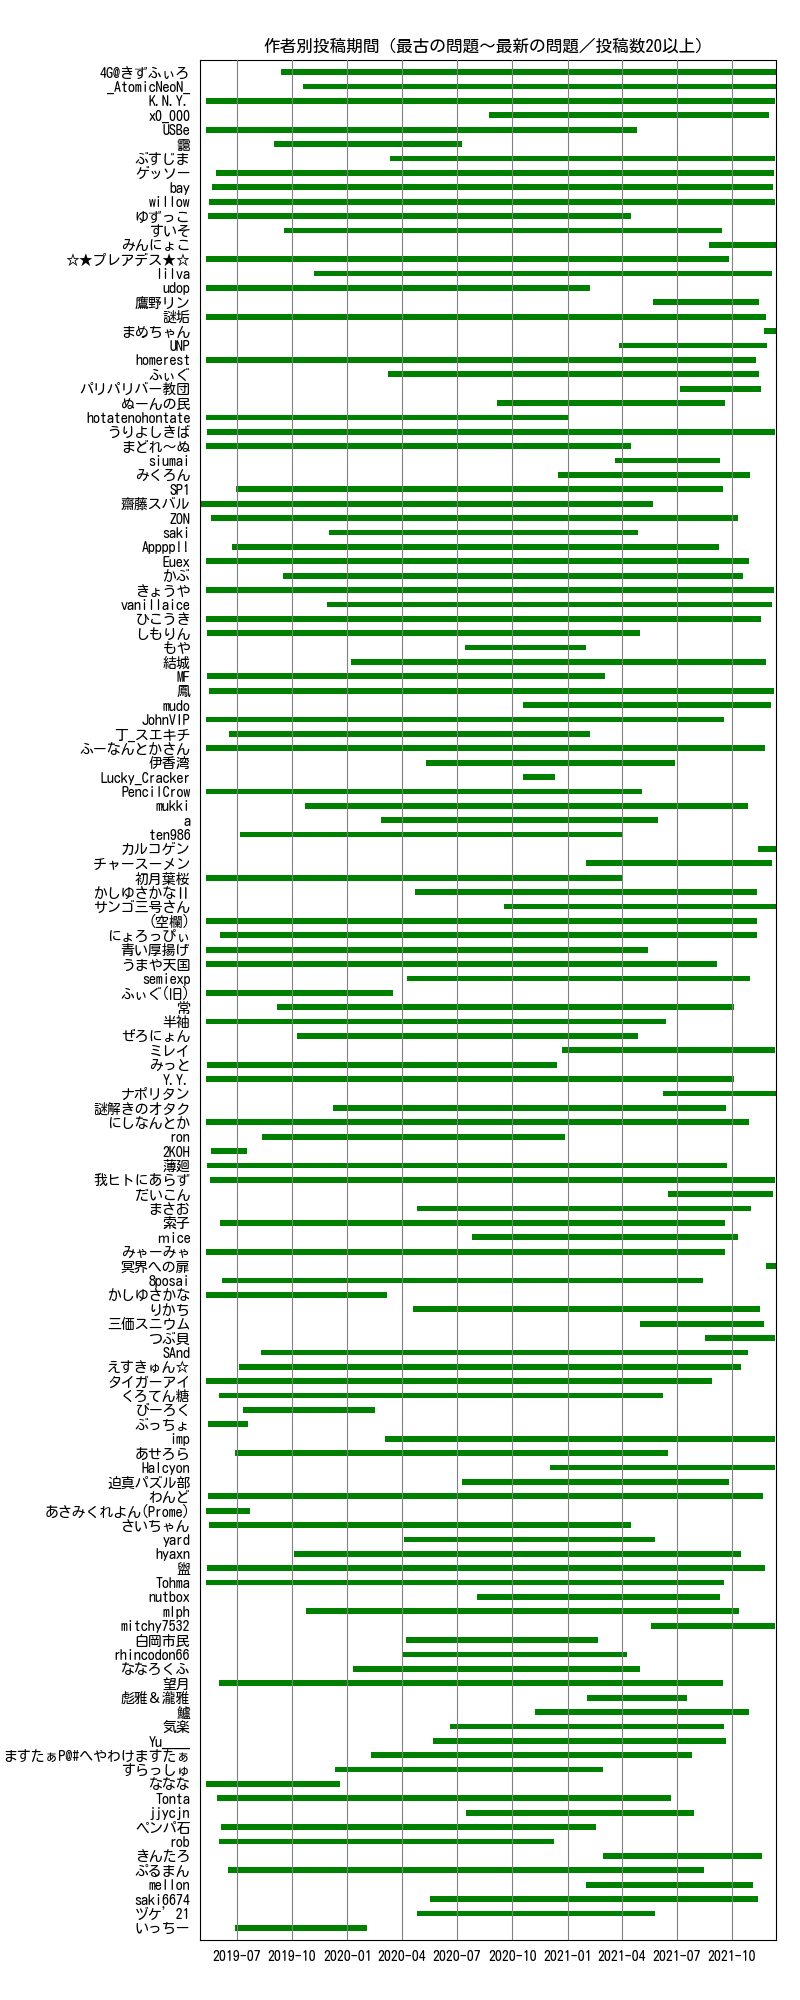 作者別投稿期間（最古の問題～最新の問題／投稿数20以上）
4G@きずふぃろ
_AtomicNeoN_
K.N.Y.
x0_000
USBe
ぶすじま
ゲッソー
bay
willow
ゆずっこ
すいそ
みんにょこ
☆★プレアデス★☆
lilva
udop
鷹野リン
謎垢
まめちゃん
UNP
homerest
ふぃぐ
パリパリバー教団
ぬーんの民
hotatenohontate
うりよしきば
まどれ～ぬ
siumai
みくろん
SP1
齋藤スバル
ZON
saki
Appppll
Euex
かぶ
きょうや
vanillaice
ひこうき
しもりん
もや
結城
MF
鳳
mudo
JohnVIP
丁_スエキチ
ふーなんとかさん
伊香湾
Lucky_Cracker
PencilCrow
mukki
a
ten986
カルコゲン
チャースーメン
初月葉桜
かしゆさかなⅡ
サンゴ三号さん
(空欄)
にょろっぴぃ
青い厚揚げ
うまや天国
semiexp
ふぃぐ(旧)
常
半袖
ぜろにょん
ミレイ
みっと
Y.Y.
ナポリタン
謎解きのオタク
にしなんとか
ron
2KOH
薄廻
我ヒトにあらず
だいこん
まさお
索子
mice
みゃーみゃ
冥界への扉
8posai
かしゆさかな
りかち
三価スニウム
つぶ貝
SAnd
えすきゅん☆
タイガーアイ
くろてん糖
びーろく
ぶっちょ
imp
あせろら
Halcyon
迫真パズル部
わんど
あさみくれよん(Prome)
さいちゃん
yard
hyaxn
盥
Tohma
nutbox
mlph
mitchy7532
白岡市民
rhincodon66
ななろくふ
望月
彪雅＆瀧雅
鱸
気楽
Yu____
ますたぁP@#へやわけますたぁ
すらっしゅ
ななな
Tonta
jjycjn
ペンパ石
rob
きんたろ
ぷるまん
mellon
saki6674
ヅケ’21
いっちー
2019-07 2019-10 2020-01 2020-04 2020-07 2020-10 2021-01 2021-04 2021-07 2021-10